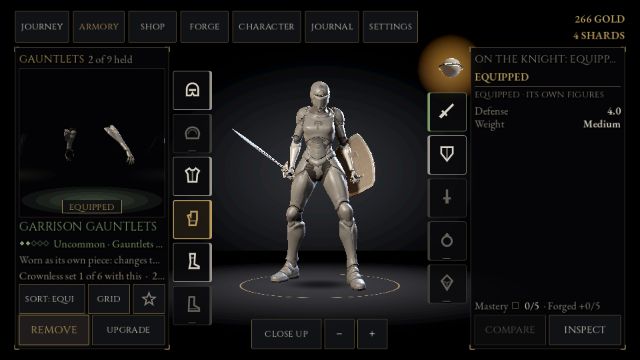 JOURNEY
ARMORY
SHOP
FORGE
CHARACTER
JOURNAL
SETTINGS
266 GOLD
4 SHARDS
GAUNTLETS 2 of 9 held
EQUIPPED
GARRISON GAUNTLETS
Uncommon · Gauntlets ...
Worn as its own piece: changes t...
Crownless set 1 of 6 with this · 2...
SORT: EQUI
GRID
REMOVE
UPGRADE
CLOSE UP
−
+
ON THE KNIGHT: EQUIPP...
EQUIPPED
EQUIPPED · ITS OWN FIGURES
Defense 4.0
Weight Medium
Mastery □ 0/5 · Forged +0/5
COMPARE
INSPECT